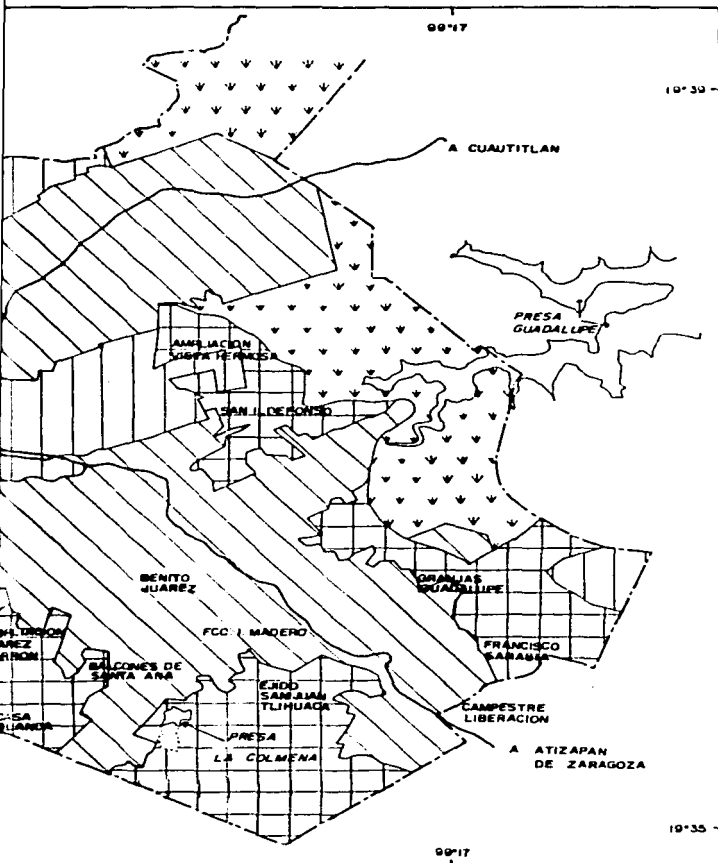 99°17
19°39
A CUAUTITLAN
PRESA
GUADALUPE
AMPLIACION
VISTA HERMOSA
SAN ILDEFONSO
BENITO
JUAREZ
GRANJAS
GUADALUPE
FCO. I. MADERO
FRANCISCO
SARABIA
BALCONES DE
SANTA ANA
EJIDO
SAN JUAN
TLIHUACA
CAMPESTRE
LIBERACION
PRESA
LA COLMENA
A ATIZAPAN
DE ZARAGOZA
19°35
99°17